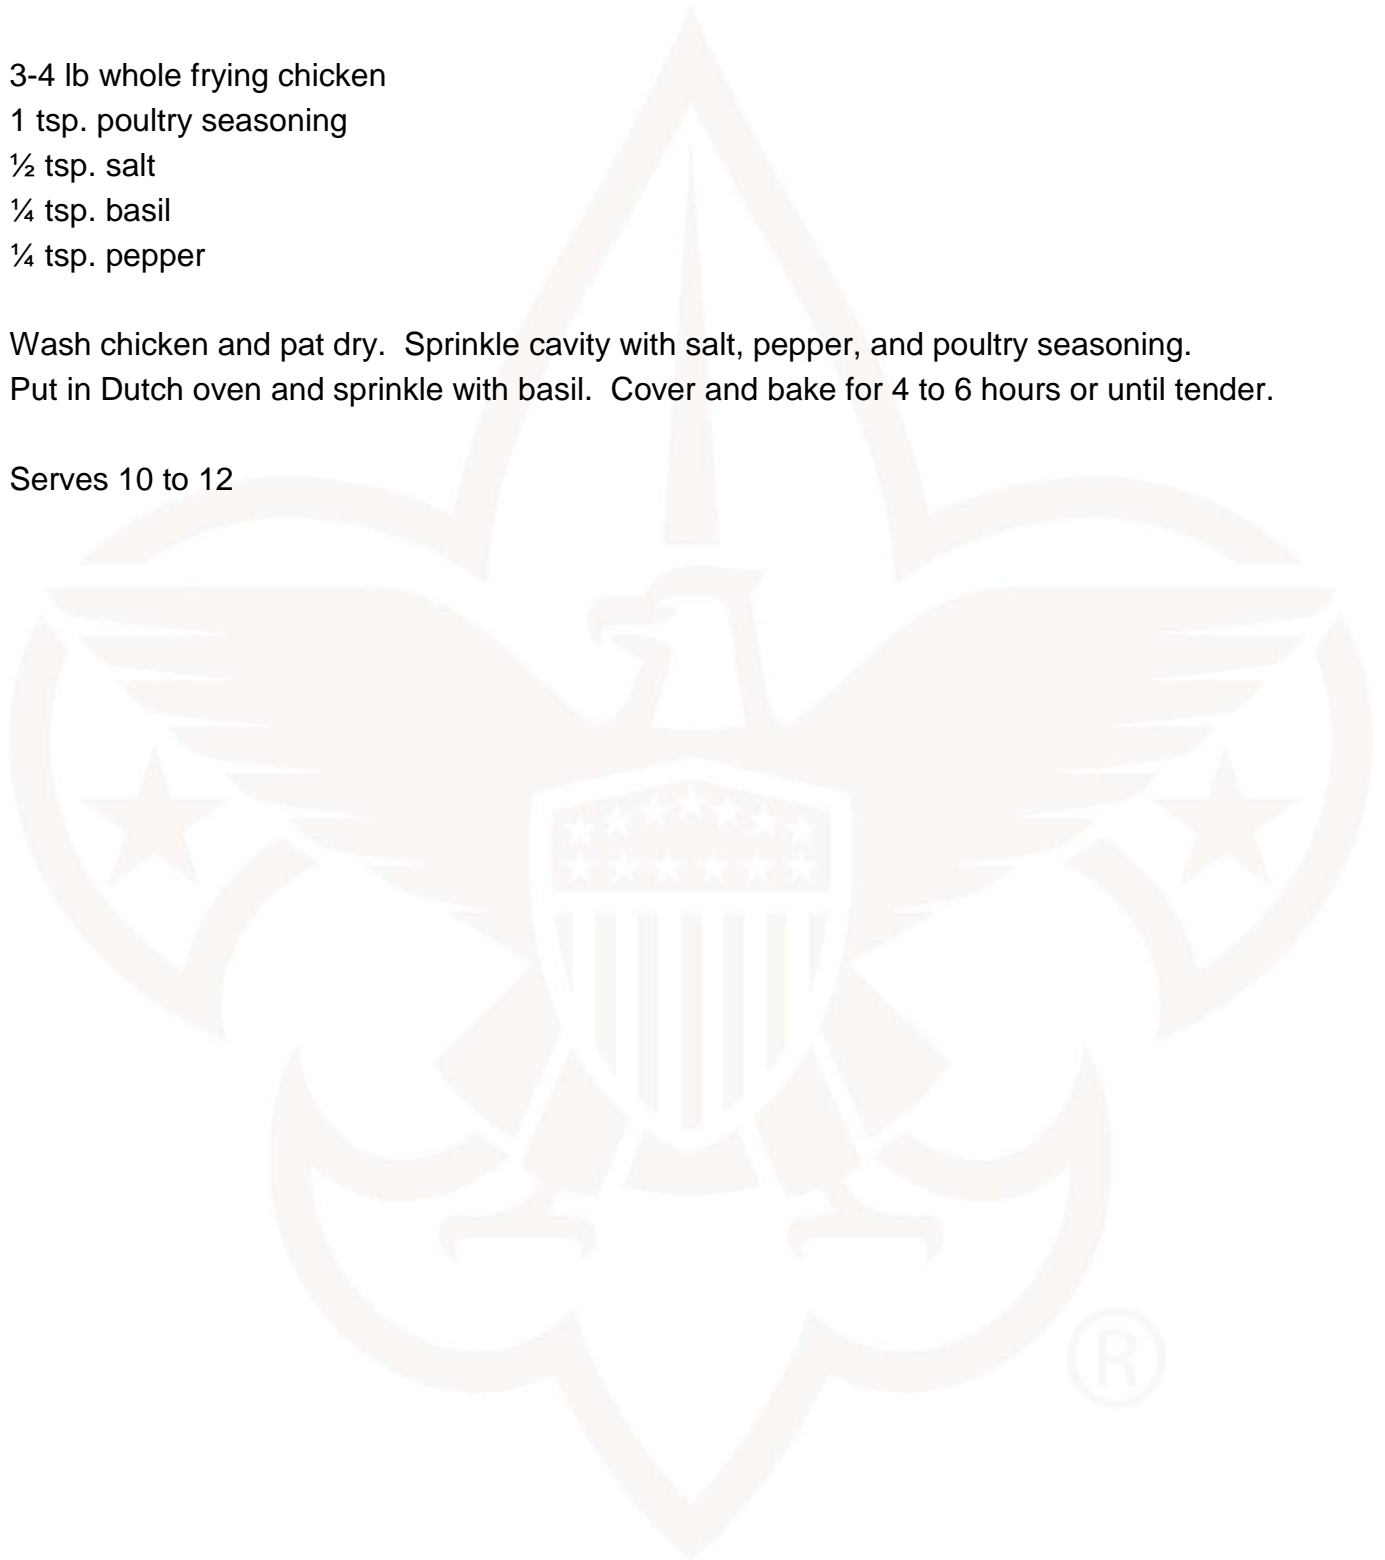 3-4 lb whole frying chicken
1 tsp. poultry seasoning
½ tsp. salt
¼ tsp. basil
¼ tsp. pepper
Wash chicken and pat dry.  Sprinkle cavity with salt, pepper, and poultry seasoning.
Put in Dutch oven and sprinkle with basil.  Cover and bake for 4 to 6 hours or until tender.
Serves 10 to 12
®